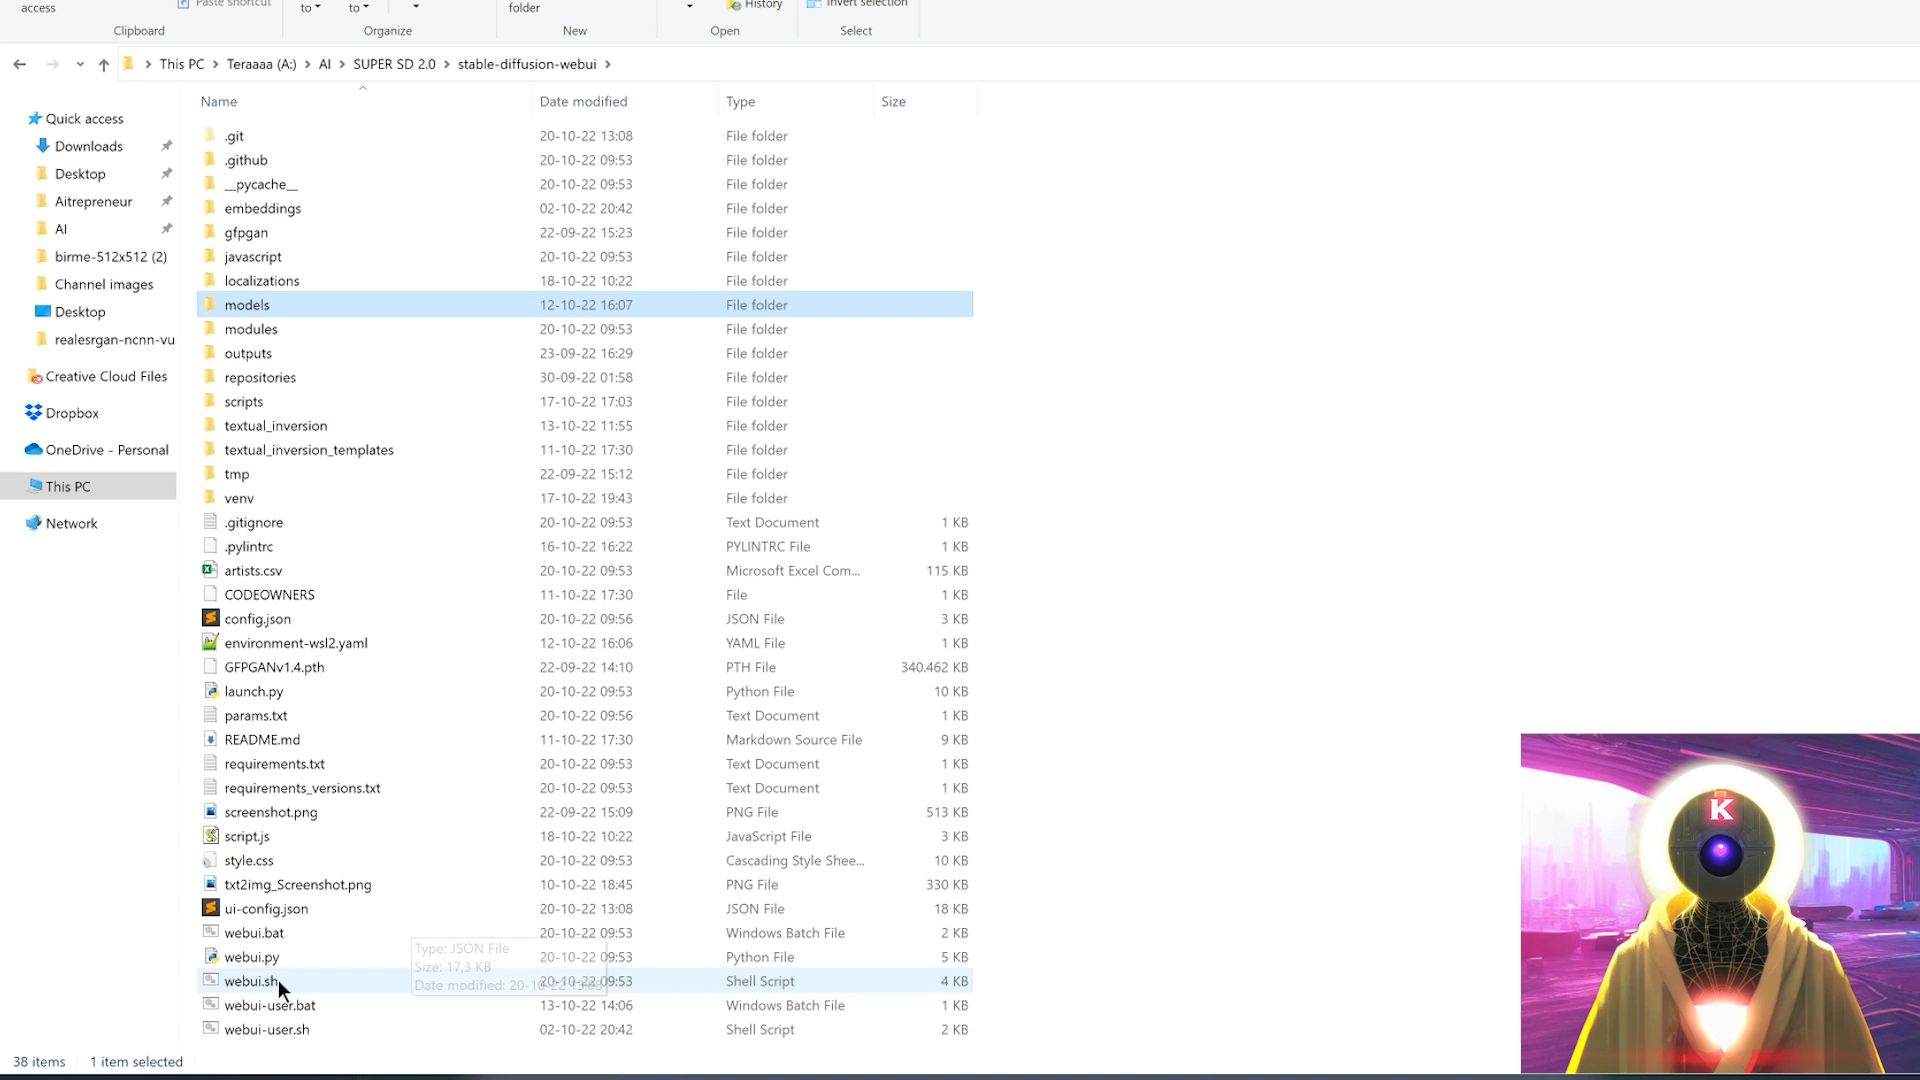 access
Paste shortcut
to
to
folder
History
Invert selection
Clipboard
Organize
New
Open
Select
This PC
Teraaaa (A:)
AI
SUPER SD 2.0
stable-diffusion-webui
Quick access
Downloads
Desktop
Aitrepreneur
AI
birme-512x512 (2)
Channel images
Desktop
realesrgan-ncnn-vu
Creative Cloud Files
Dropbox
OneDrive - Personal
This PC
Network
Name Date modified Type Size
.git 20-10-22 13:08 File folder
.github 20-10-22 09:53 File folder
__pycache__ 20-10-22 09:53 File folder
embeddings 02-10-22 20:42 File folder
gfpgan 22-09-22 15:23 File folder
javascript 20-10-22 09:53 File folder
localizations 18-10-22 10:22 File folder
models 12-10-22 16:07 File folder
modules 20-10-22 09:53 File folder
outputs 23-09-22 16:29 File folder
repositories 30-09-22 01:58 File folder
scripts 17-10-22 17:03 File folder
textual_inversion 13-10-22 11:55 File folder
textual_inversion_templates 11-10-22 17:30 File folder
tmp 22-09-22 15:12 File folder
venv 17-10-22 19:43 File folder
.gitignore 20-10-22 09:53 Text Document 1 KB
.pylintrc 16-10-22 16:22 PYLINTRC File 1 KB
artists.csv 20-10-22 09:53 Microsoft Excel Com... 115 KB
CODEOWNERS 11-10-22 17:30 File 1 KB
config.json 20-10-22 09:56 JSON File 3 KB
environment-wsl2.yaml 12-10-22 16:06 YAML File 1 KB
GFPGANv1.4.pth 22-09-22 14:10 PTH File 340.462 KB
launch.py 20-10-22 09:53 Python File 10 KB
params.txt 20-10-22 09:56 Text Document 1 KB
README.md 11-10-22 17:30 Markdown Source File 9 KB
requirements.txt 20-10-22 09:53 Text Document 1 KB
requirements_versions.txt 20-10-22 09:53 Text Document 1 KB
screenshot.png 22-09-22 15:09 PNG File 513 KB
script.js 18-10-22 10:22 JavaScript File 3 KB
style.css 20-10-22 09:53 Cascading Style Shee... 10 KB
txt2img_Screenshot.png 10-10-22 18:45 PNG File 330 KB
ui-config.json 20-10-22 13:08 JSON File 18 KB
webui.bat 20-10-22 09:53 Windows Batch File 2 KB
Type: JSON File
webui.py 20-10-22 09:53 Python File 5 KB
Size: 17,3 KB
webui.sh 20-10-22 09:53 Shell Script 4 KB
Date modified: 20-10-22
webui-user.bat 13-10-22 14:06 Windows Batch File 1 KB
webui-user.sh 02-10-22 20:42 Shell Script 2 KB
38 items
1 item selected
K